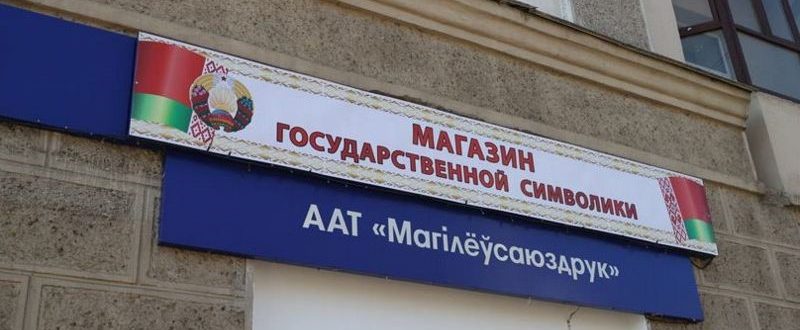 МАГАЗИН
ГОСУДАРСТВЕННОЙ СИМВОЛИКИ
ААТ «Магілёўсаюздрук»